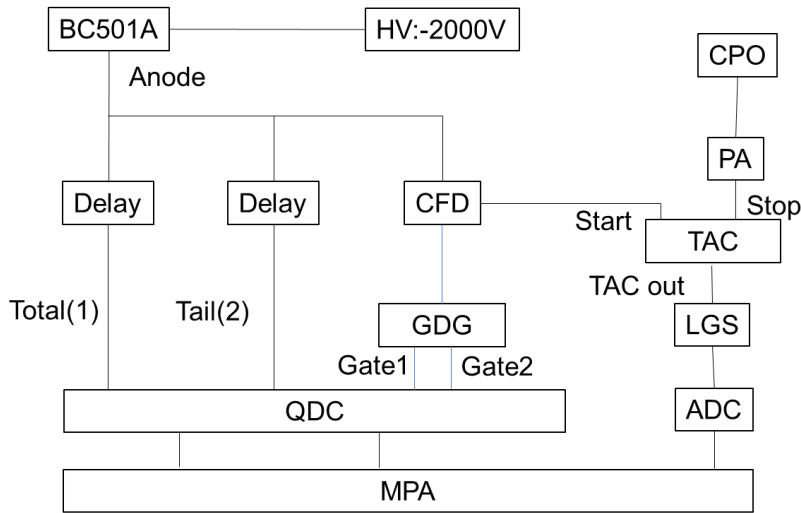 BC501A
HV:-2000V
CPO
Anode
PA
Delay
Delay
CFD
Start
Stop
TAC
TAC out
Total(1)
Tail(2)
GDG
LGS
Gate1
Gate2
QDC
ADC
MPA